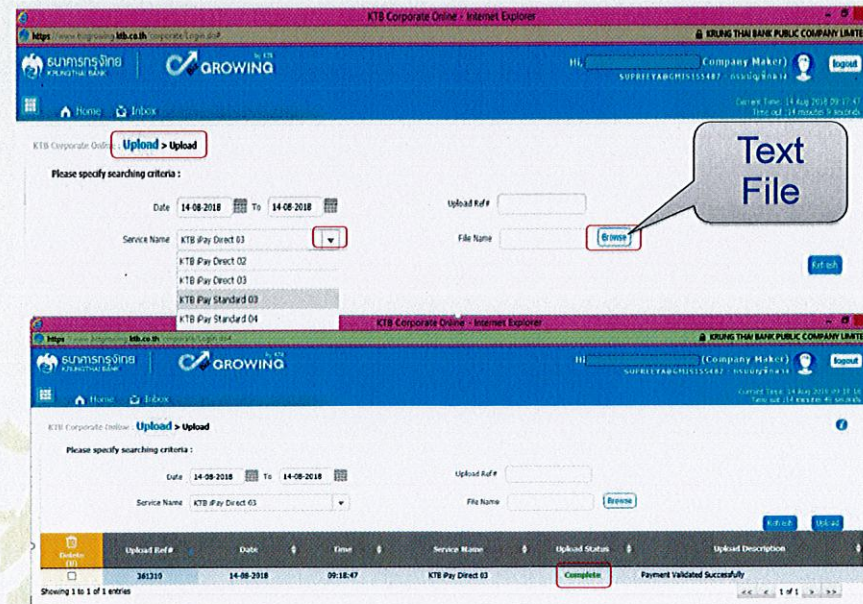 KTB Corporate Online - Internet Explorer
KRUNG THAI BANK PUBLIC COMPANY LIMITE
ธนาคารกรุงไทย
KRUNGTHAI BANK
by KTB
GROWING
Hi,
Company Maker)
logout
Home Inbox
KTB Corporate Online : Upload > Upload
Please specify searching criteria :
Text
File
Date 14-08-2018 To 14-08-2018
Upload Ref#
Service Name KTB iPay Direct 03
File Name
Browse
KTB iPay Direct 02
KTB iPay Direct 03
KTB iPay Standard 03
KTB iPay Standard 04
Refresh
KTB Corporate Online - Internet Explorer
KRUNG THAI BANK PUBLIC COMPANY LIMITE
ธนาคารกรุงไทย
KRUNGTHAI BANK
by KTB
GROWING
Hi
(Company Maker)
logout
Home Inbox
KTB Corporate Online : Upload > Upload
Please specify searching criteria :
Date 14-08-2018 To 14-08-2018
Upload Ref#
Service Name KTB iPay Direct 03
File Name
Browse
Refresh Upload
Delete
(0)
Upload Ref# Date Time Service Name Upload Status Upload Description
361310 14-08-2018 09:18:47 KTB iPay Direct 03 Complete Payment Validated Successfully
Showing 1 to 1 of 1 entries
<< < 1 of 1 > >>